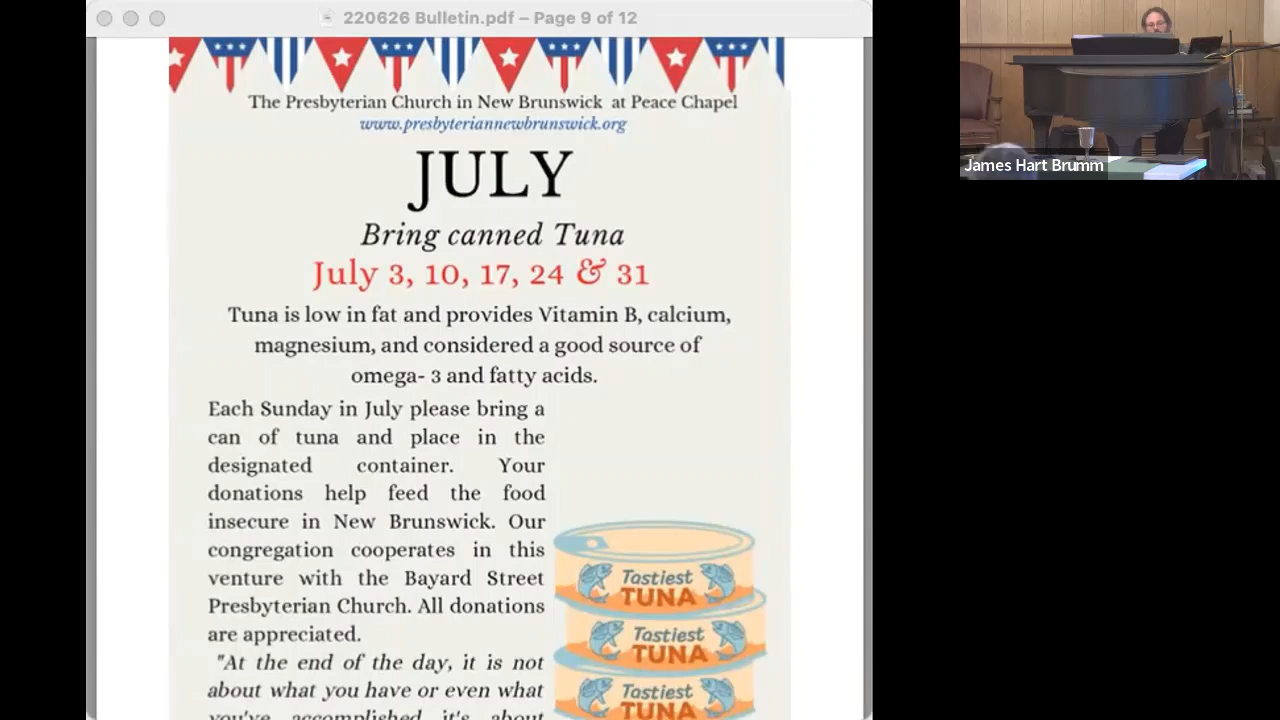 220626 Bulletin.pdf – Page 9 of 12
The Presbyterian Church in New Brunswick at Peace Chapel
www.presbyteriannewbrunswick.org
JULY
Bring canned Tuna
July 3, 10, 17, 24 & 31
Tuna is low in fat and provides Vitamin B, calcium,
magnesium, and considered a good source of
omega- 3 and fatty acids.
Each Sunday in July please bring a
can of tuna and place in the
designated container. Your
donations help feed the food
insecure in New Brunswick. Our
congregation cooperates in this
venture with the Bayard Street
Presbyterian Church. All donations
are appreciated.
"At the end of the day, it is not
about what you have or even what
you've accomplished it's about
Tastiest
TUNA
Tastiest
TUNA
Tastiest
TUNA
James Hart Brumm